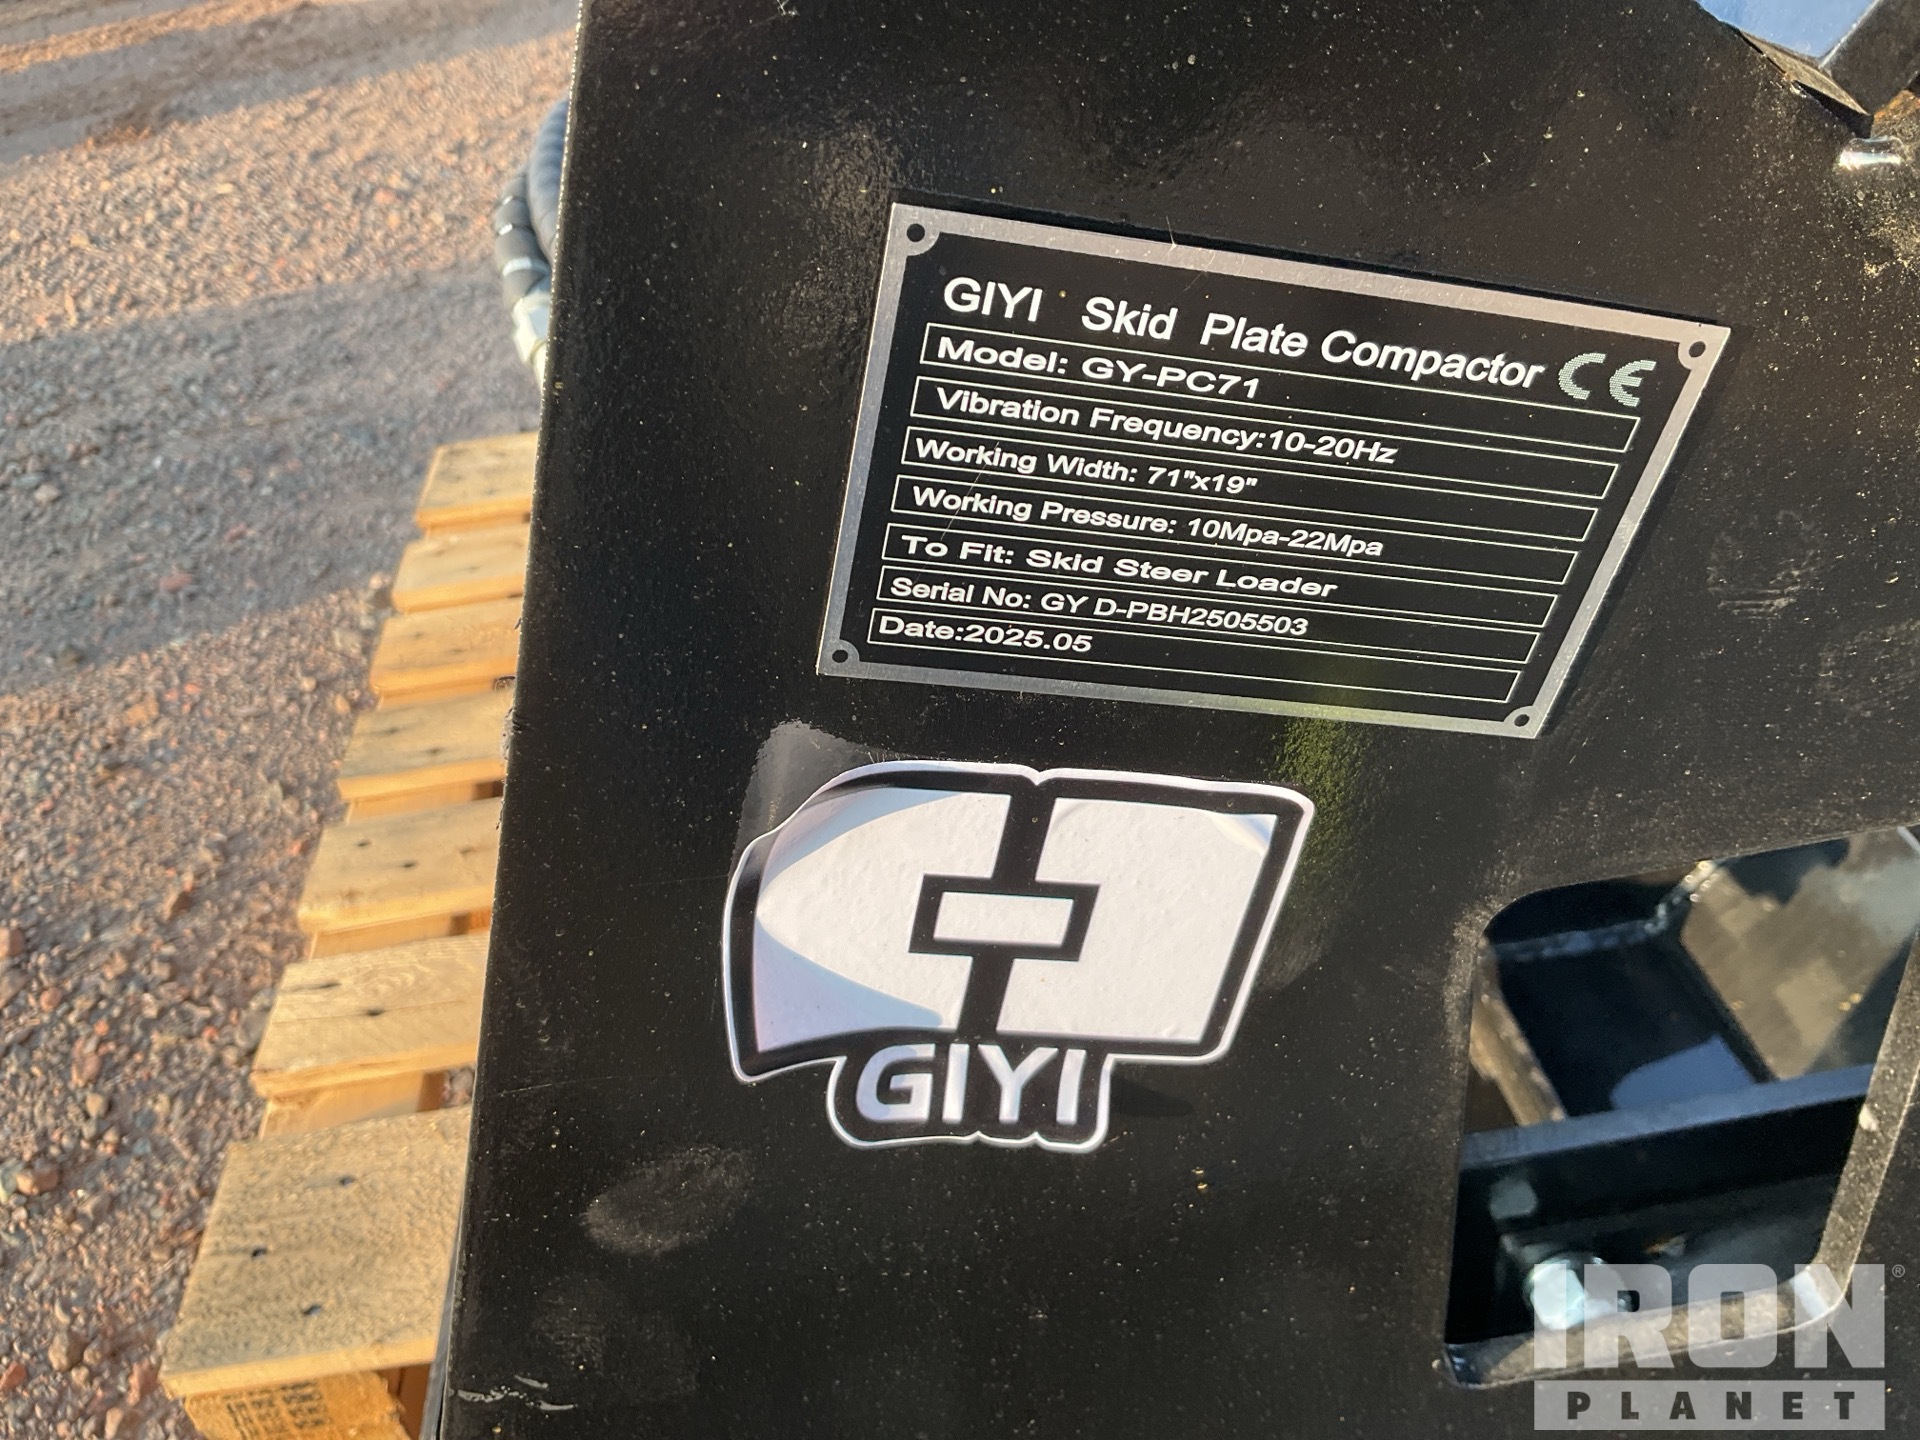 GIYI Skid Plate Compactor CE
Model: GY-PC71
Vibration Frequency:10-20Hz
Working Width: 71"x19"
Working Pressure: 10Mpa-22Mpa
To Fit: Skid Steer Loader
Serial No: GY D-PBH2505503
Date:2025.05
GIYI
IRON®
PLANET